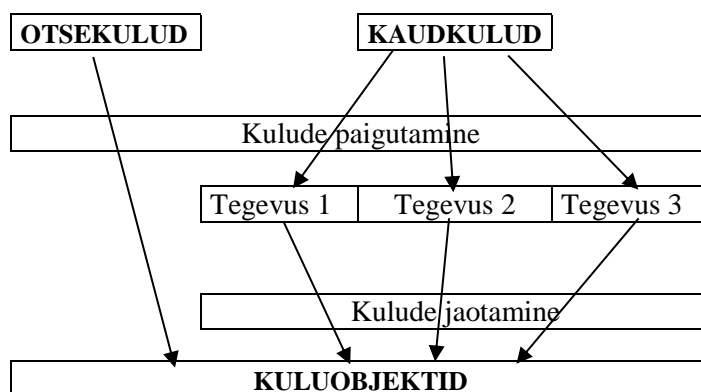 OTSEKULUD KAUDKULUD
Kulude paigutamine
Tegevus 1 Tegevus 2 Tegevus 3
Kulude jaotamine
KULUOBJEKTID